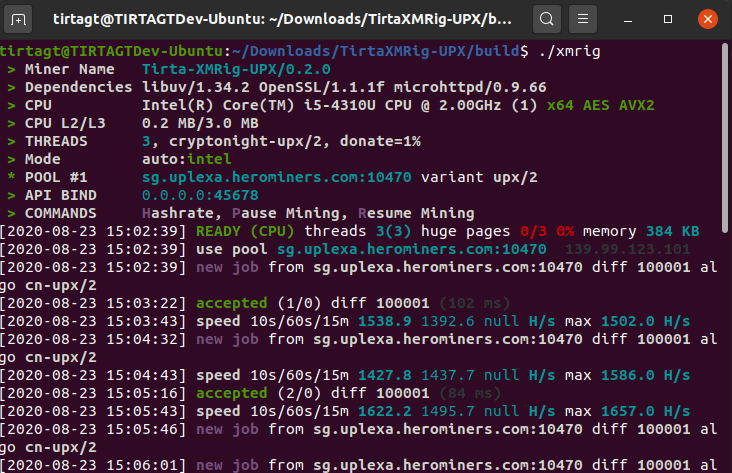 tirtagt@TIRTAGTDev-Ubuntu: ~/Downloads/TirtaXMRig-UPX/b...
tirtagt@TIRTAGTDev-Ubuntu:~/Downloads/TirtaXMRig-UPX/build$ ./xmrig
> Miner Name Tirta-XMRig-UPX/0.2.0
> Dependencies libuv/1.34.2 OpenSSL/1.1.1f microhttpd/0.9.66
> CPU Intel(R) Core(TM) i5-4310U CPU @ 2.00GHz (1) x64 AES AVX2
> CPU L2/L3 0.2 MB/3.0 MB
> THREADS 3, cryptonight-upx/2, donate=1%
> Mode auto:intel
* POOL #1 sg.uplexa.herominers.com:10470 variant upx/2
> API BIND 0.0.0.0:45678
> COMMANDS Hashrate, Pause Mining, Resume Mining
[2020-08-23 15:02:39] READY (CPU) threads 3(3) huge pages 0/3 0% memory 384 KB
[2020-08-23 15:02:39] use pool sg.uplexa.herominers.com:10470 139.99.123.101
[2020-08-23 15:02:39] new job from sg.uplexa.herominers.com:10470 diff 100001 al
go cn-upx/2
[2020-08-23 15:03:22] accepted (1/0) diff 100001 (102 ms)
[2020-08-23 15:03:43] speed 10s/60s/15m 1538.9 1392.6 null H/s max 1502.0 H/s
[2020-08-23 15:04:32] new job from sg.uplexa.herominers.com:10470 diff 100001 al
go cn-upx/2
[2020-08-23 15:04:43] speed 10s/60s/15m 1427.8 1437.7 null H/s max 1586.0 H/s
[2020-08-23 15:05:16] accepted (2/0) diff 100001 (84 ms)
[2020-08-23 15:05:43] speed 10s/60s/15m 1622.2 1495.7 null H/s max 1657.0 H/s
[2020-08-23 15:05:46] new job from sg.uplexa.herominers.com:10470 diff 100001 al
go cn-upx/2
[2020-08-23 15:06:01] new job from sg.uplexa.herominers.com:10470 diff 100001 al